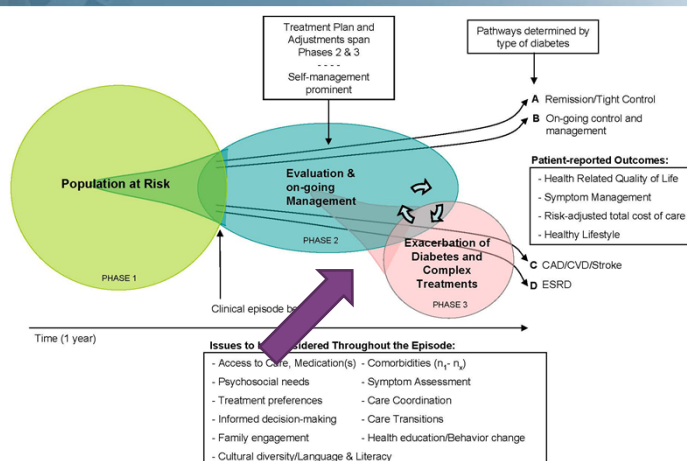 Treatment Plan and
Adjustments span
Phases 2 & 3
- - - -
Self-management
prominent
Pathways determined by
type of diabetes
A Remission/Tight Control
B On-going control and
management
Population at Risk
Evaluation &
on-going
Management
Patient-reported Outcomes:
- Health Related Quality of Life
- Symptom Management
- Risk-adjusted total cost of care
- Healthy Lifestyle
PHASE 2
Exacerbation of
Diabetes and
Complex
Treatments
C CAD/CVD/Stroke
D ESRD
PHASE 1
PHASE 3
Clinical episode
Time (1 year)
Issues to Considered Throughout the Episode:
- Access to Care, Medication(s)
- Psychosocial needs
- Treatment preferences
- Informed decision-making
- Family engagement
- Cultural diversity/Language & Literacy
- Comorbidities (n1- nx)
- Symptom Assessment
- Care Coordination
- Care Transitions
- Health education/Behavior change